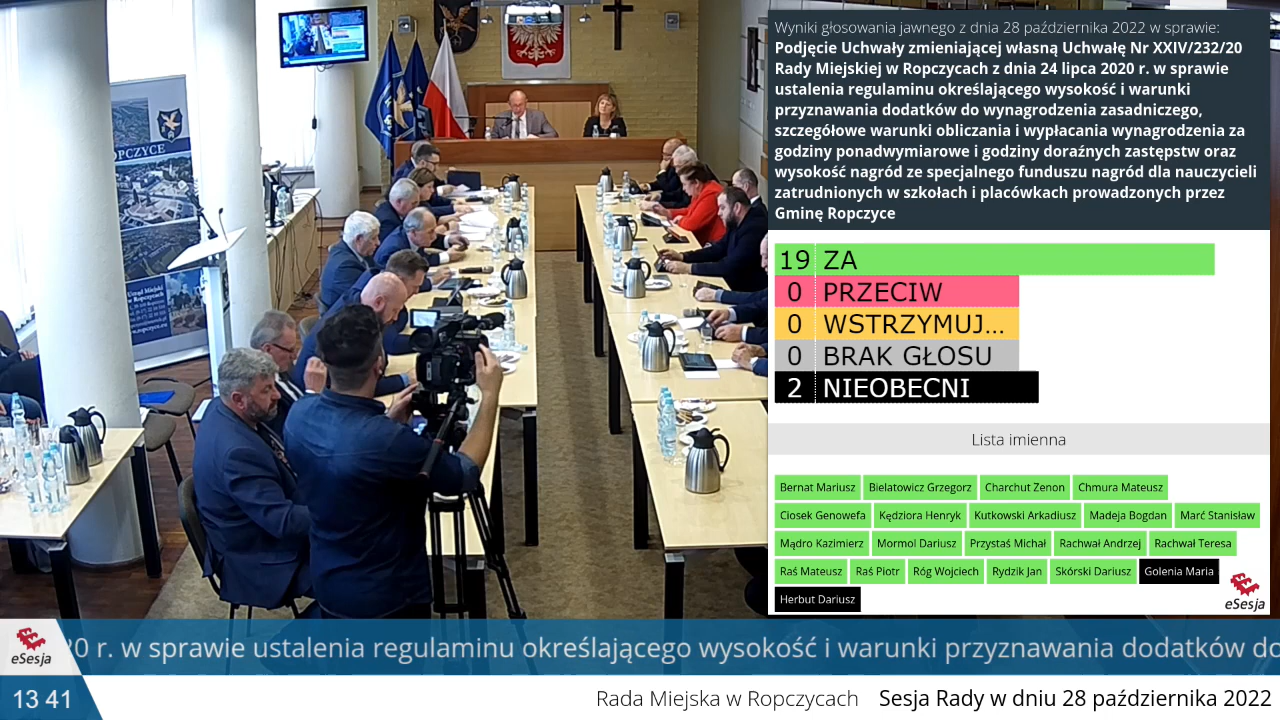 Wyniki głosowania jawnego z dnia 28 października 2022 w sprawie:
Podjęcie Uchwały zmieniającej własną Uchwałę Nr XXIV/232/20
Rady Miejskiej w Ropczycach z dnia 24 lipca 2020 r. w sprawie
ustalenia regulaminu określającego wysokość i warunki
przyznawania dodatków do wynagrodzenia zasadniczego,
szczegółowe warunki obliczania i wypłacania wynagrodzenia za
godziny ponadwymiarowe i godziny doraźnych zastępstw oraz
wysokość nagród ze specjalnego funduszu nagród dla nauczycieli
zatrudnionych w szkołach i placówkach prowadzonych przez
Gminę Ropczyce
19 ZA
0 PRZECIW
0 WSTRZYMUJ...
0 BRAK GŁOSU
2 NIEOBECNI
Lista imienna
Bernat Mariusz Bielatowicz Grzegorz Charchut Zenon Chmura Mateusz
Ciosek Genowefa Kędziora Henryk Kutkowski Arkadiusz Madeja Bogdan Marć Stanisław
Mądro Kazimierz Mormol Dariusz Przystaś Michał Rachwał Andrzej Rachwał Teresa
Raś Mateusz Raś Piotr Róg Wojciech Rydzik Jan Skórski Dariusz Golenia Maria
Herbut Dariusz
eSesja
OPCZYCE
Urząd Miejski
w Ropczycach
www.ropczyce.eu
eSesja
20 r. w sprawie ustalenia regulaminu określającego wysokość i warunki przyznawania dodatków do
13 41
Rada Miejska w Ropczycach Sesja Rady w dniu 28 października 2022